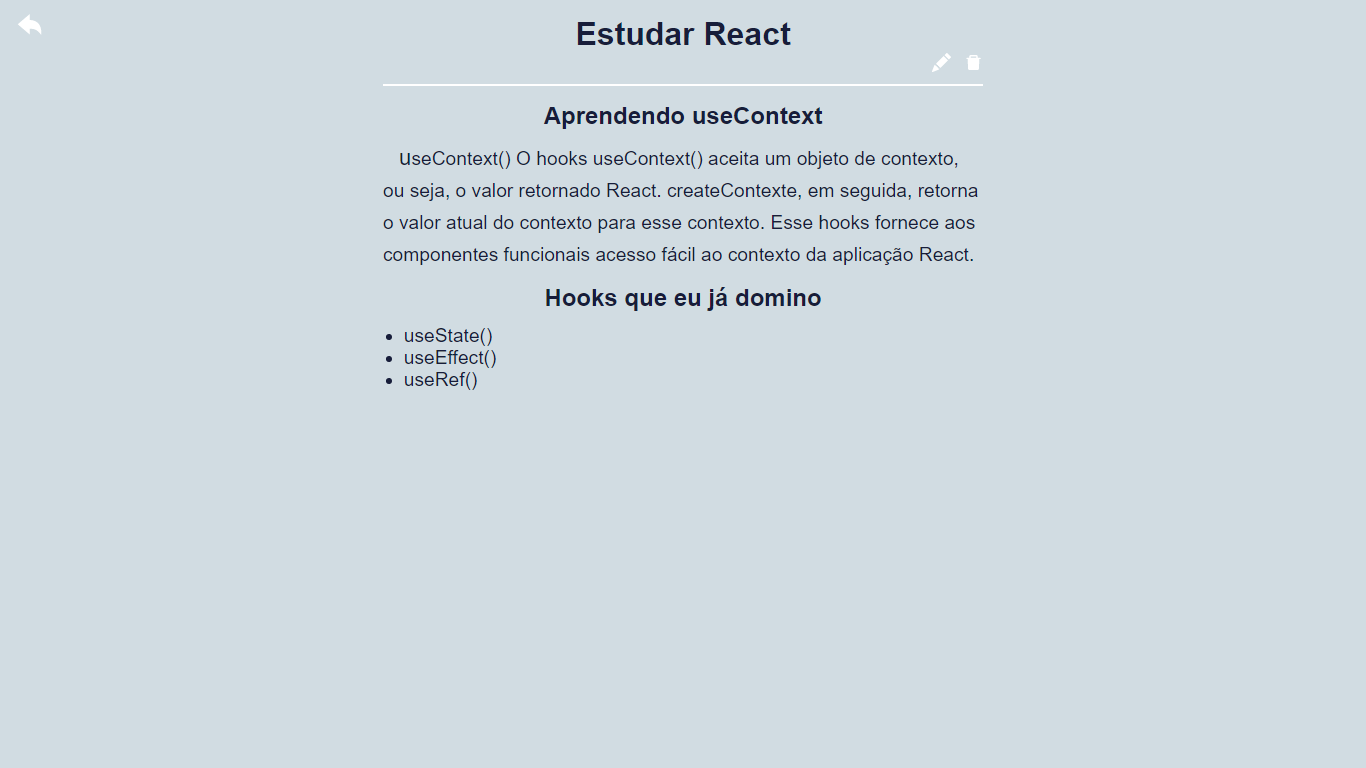 Estudar React
Aprendendo useContext
useContext() O hooks useContext() aceita um objeto de contexto,
ou seja, o valor retornado React. createContexte, em seguida, retorna
o valor atual do contexto para esse contexto. Esse hooks fornece aos
componentes funcionais acesso fácil ao contexto da aplicação React.
Hooks que eu já domino
useState()
useEffect()
useRef()